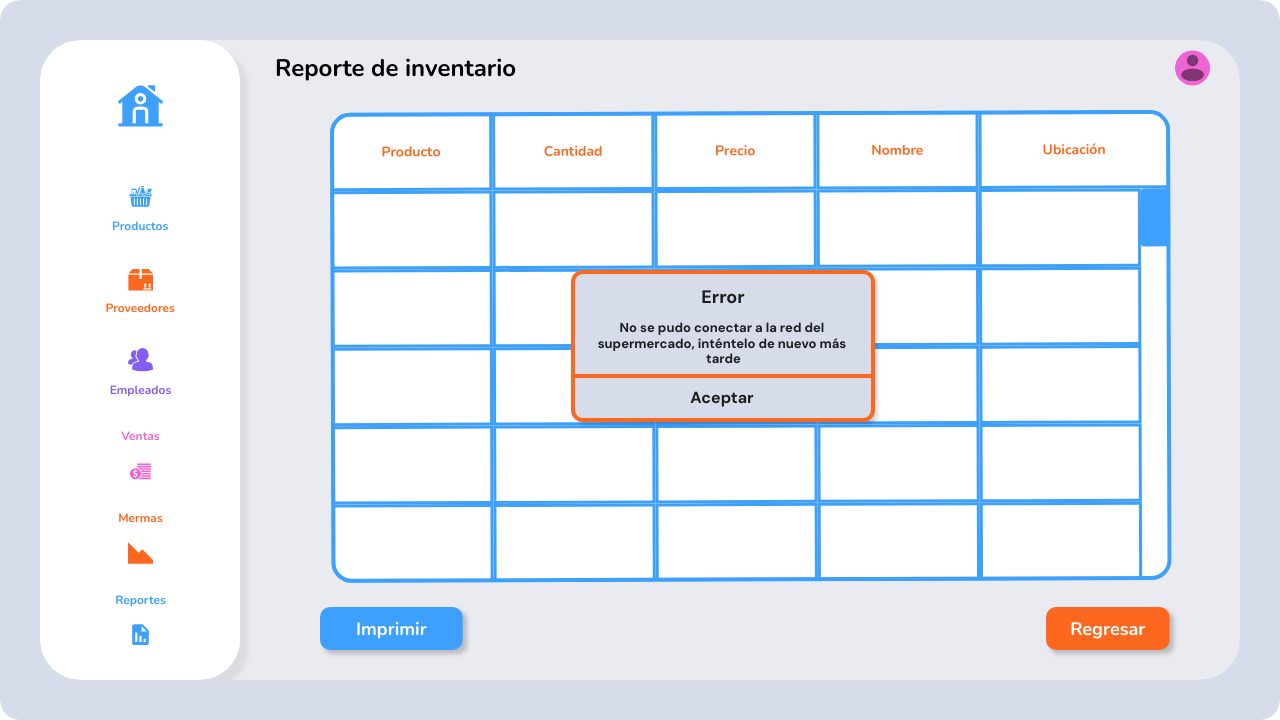 Reporte de inventario
Productos
Proveedores
Empleados
Ventas
Mermas
Reportes
Producto Cantidad Precio Nombre Ubicación
Error
No se pudo conectar a la red del
supermercado, inténtelo de nuevo más
tarde
Aceptar
Imprimir
Regresar